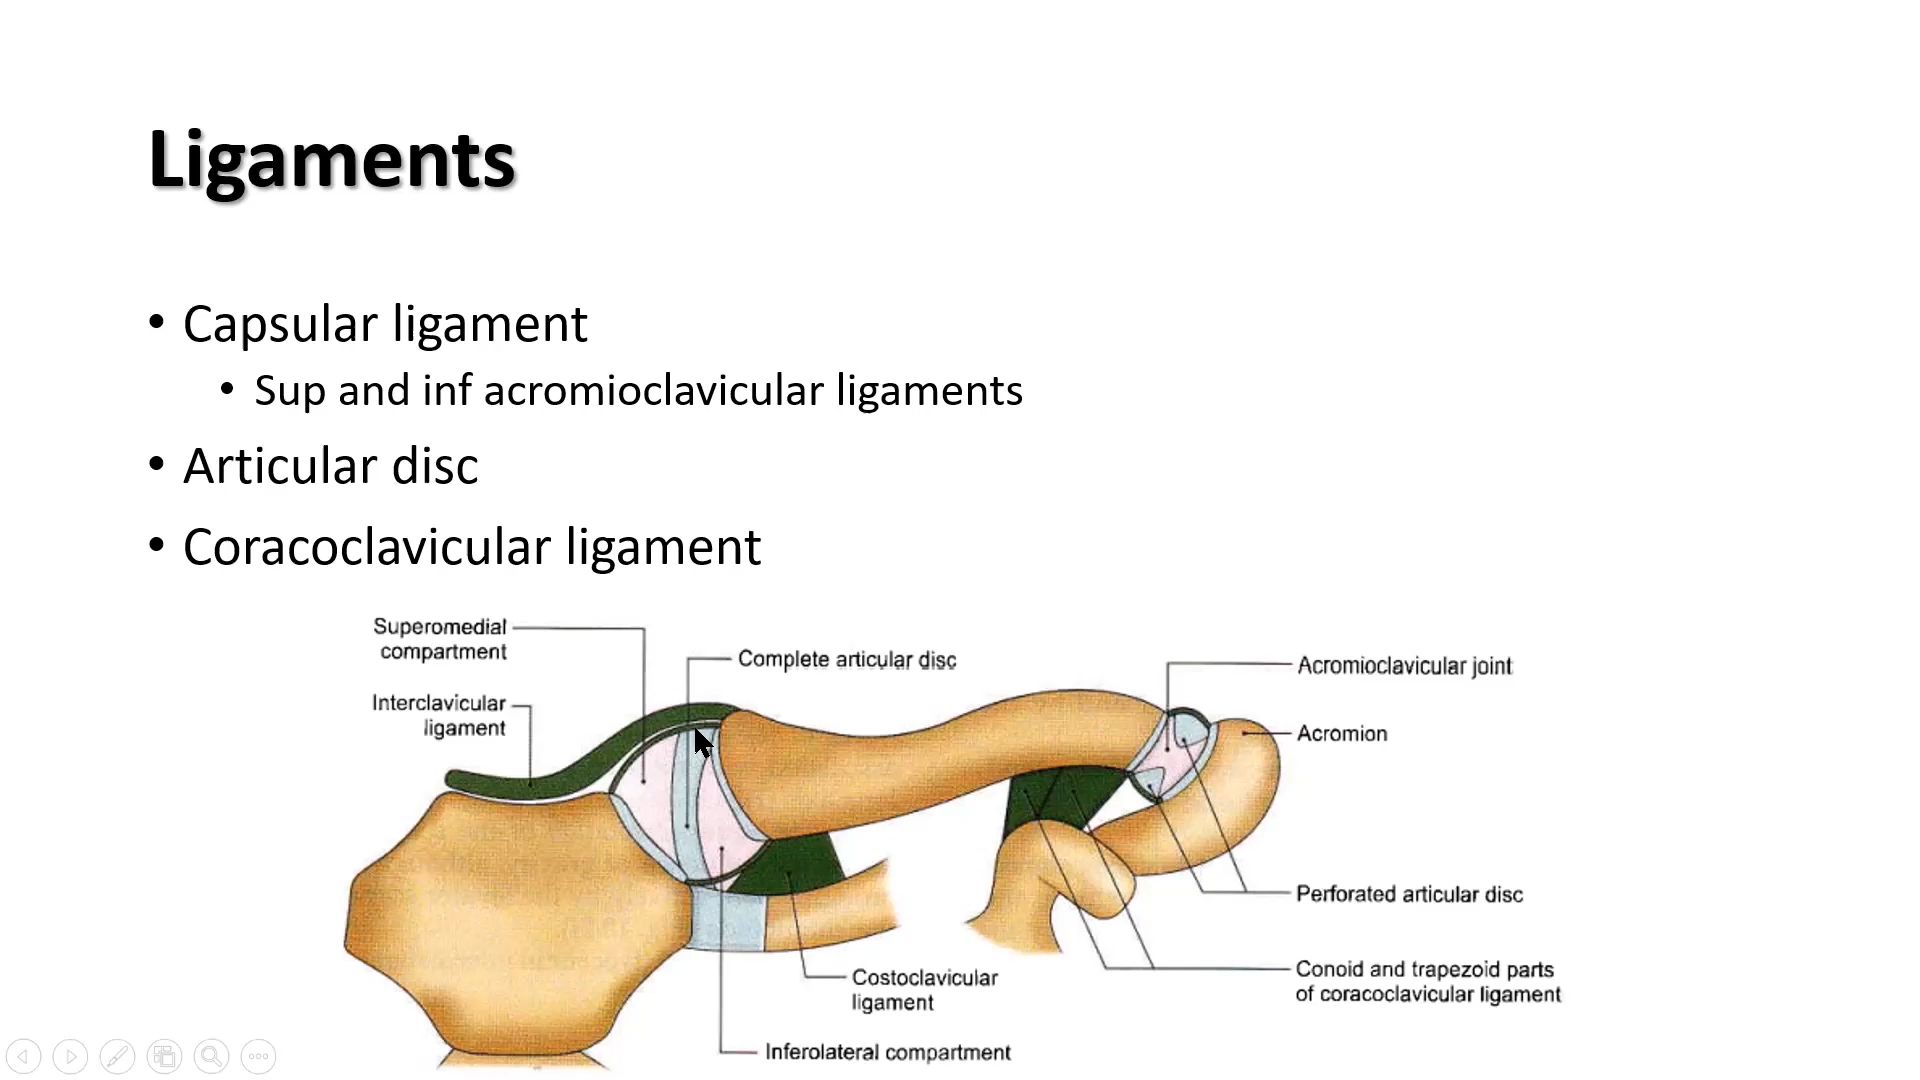 Ligaments
• Capsular ligament
• Sup and inf acromioclavicular ligaments
• Articular disc
• Coracoclavicular ligament
Superomedial
compartment
Complete articular disc
Acromioclavicular joint
Interclavicular
ligament
Acromion
Perforated articular disc
Costoclavicular
ligament
Conoid and trapezoid parts
of coracoclavicular ligament
Inferolateral compartment